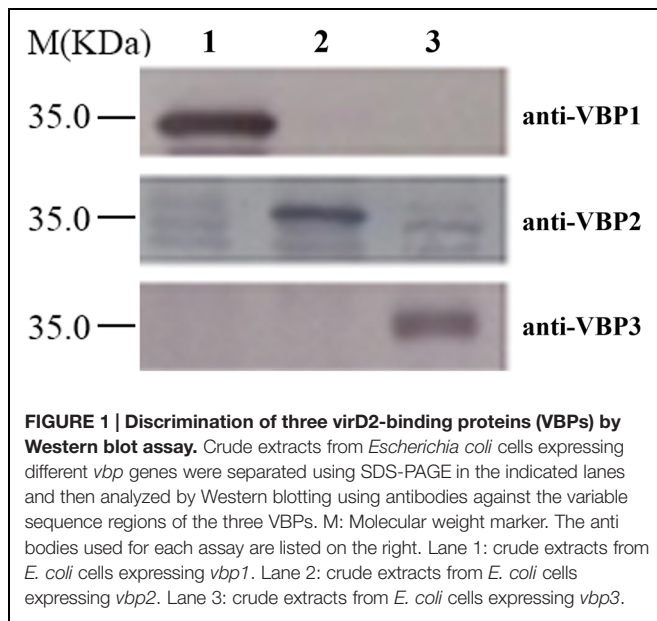 M(KDa) 1 2 3
35.0 anti-VBP1
35.0 anti-VBP2
35.0 anti-VBP3
FIGURE 1 | Discrimination of three virD2-binding proteins (VBPs) by
Western blot assay. Crude extracts from Escherichia coli cells expressing
different vbp genes were separated using SDS-PAGE in the indicated lanes
and then analyzed by Western blotting using antibodies against the variable
sequence regions of the three VBPs. M: Molecular weight marker. The anti
bodies used for each assay are listed on the right. Lane 1: crude extracts from
E. coli cells expressing vbp1. Lane 2: crude extracts from E. coli cells
expressing vbp2. Lane 3: crude extracts from E. coli cells expressing vbp3.